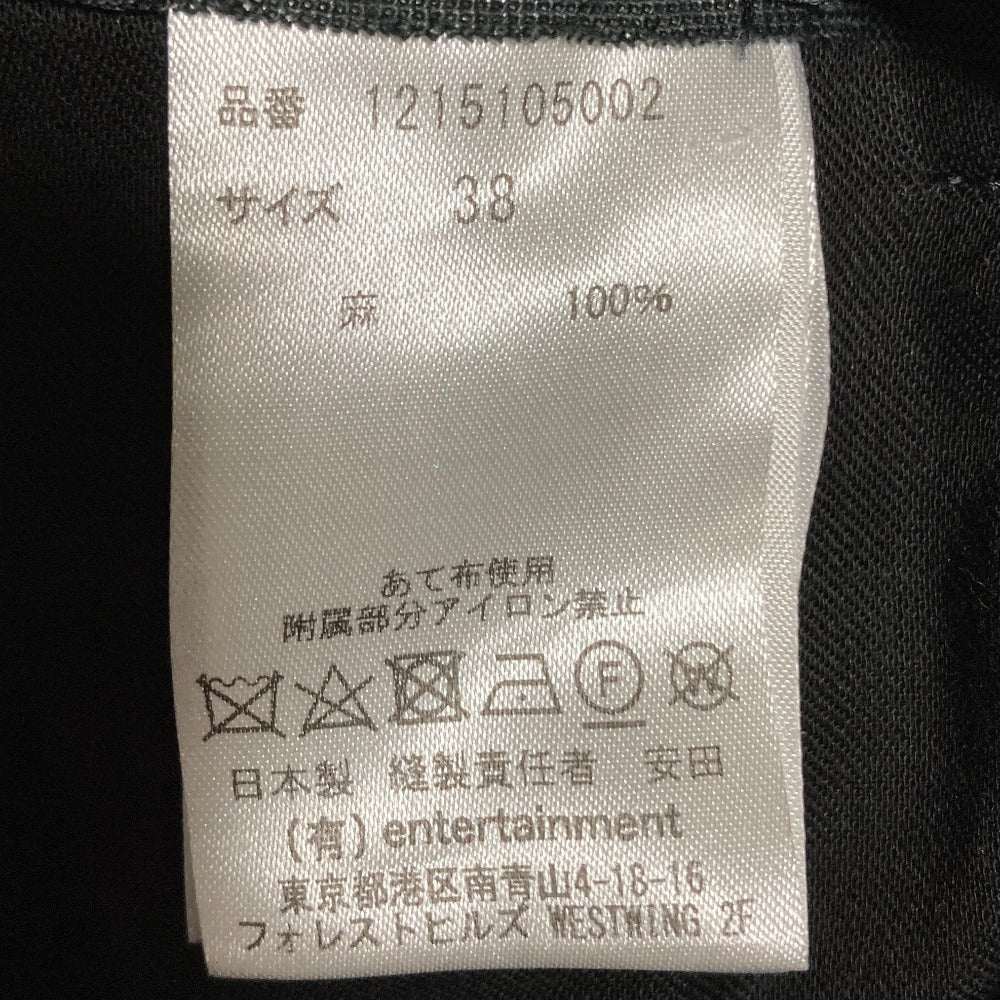 品番 1215105002
サイズ 38
麻 100%
あて布使用
附属部分アイロン禁止
F W
日本製 縫製責任者 安田
(有) entertainment
東京都港区南青山4-18-16
フォレストヒルズ WESTWING 2F